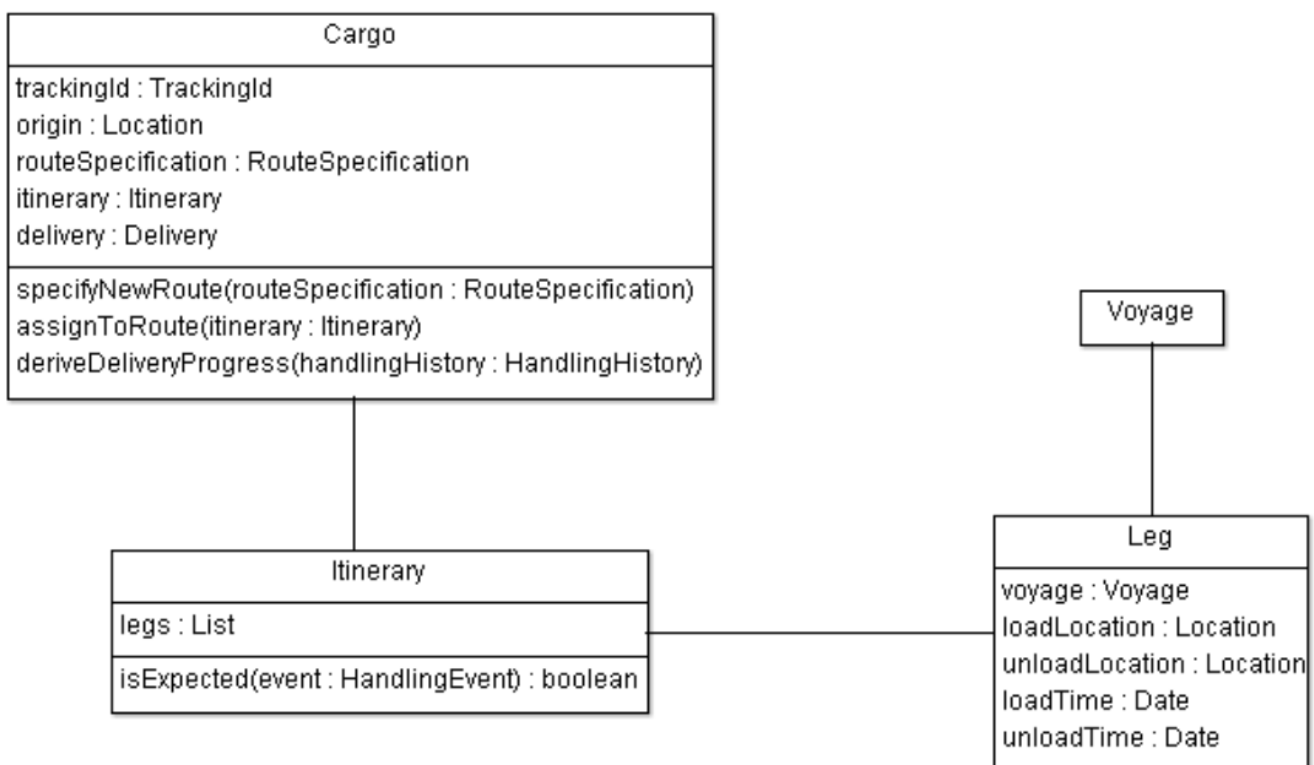 Cargo
trackingId : TrackingId
origin : Location
routeSpecification : RouteSpecification
itinerary : Itinerary
delivery : Delivery
specifyNewRoute(routeSpecification : RouteSpecification)
assignToRoute(itinerary : Itinerary)
deriveDeliveryProgress(handlingHistory : HandlingHistory)
Voyage
Itinerary
legs : List
isExpected(event : HandlingEvent) : boolean
Leg
voyage : Voyage
loadLocation : Location
unloadLocation : Location
loadTime : Date
unloadTime : Date